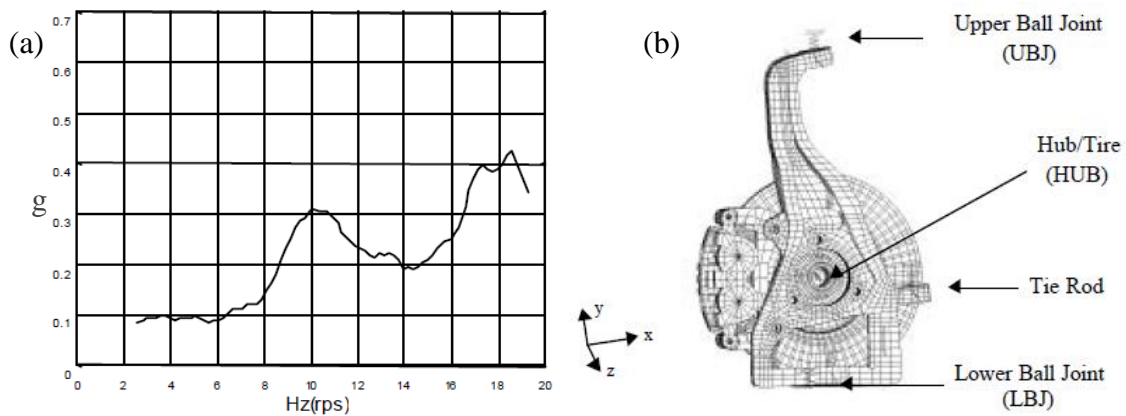 (a)
0.7
0.6
0.5
0.4
0.3
0.2
0.1
0
g
0 2 4 6 8 10 12 14 16 18 20
Hz(rps)
(b)
Upper Ball Joint
(UBJ)
Hub/Tire
(HUB)
Tie Rod
Lower Ball Joint
(LBJ)
y
x
z